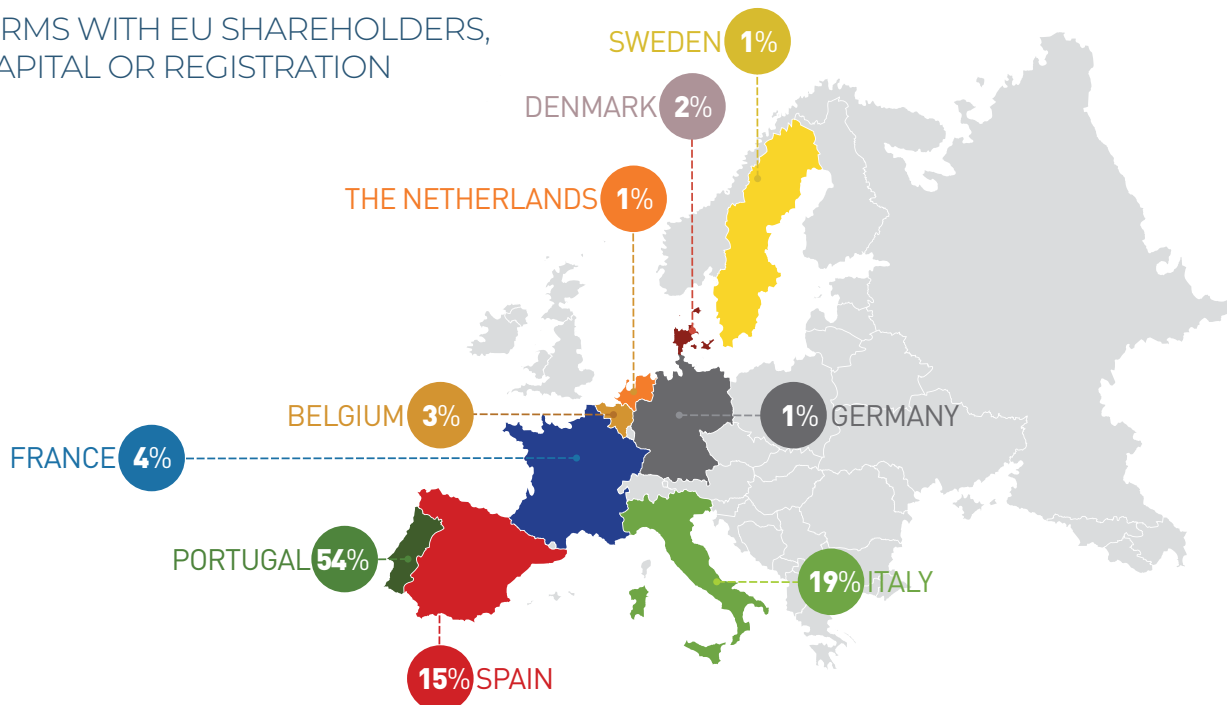 RMS WITH EU SHAREHOLDERS,
APITAL OR REGISTRATION
SWEDEN 1%
DENMARK 2%
THE NETHERLANDS 1%
BELGIUM 3%
1% GERMANY
FRANCE 4%
PORTUGAL 54%
19% ITALY
15% SPAIN